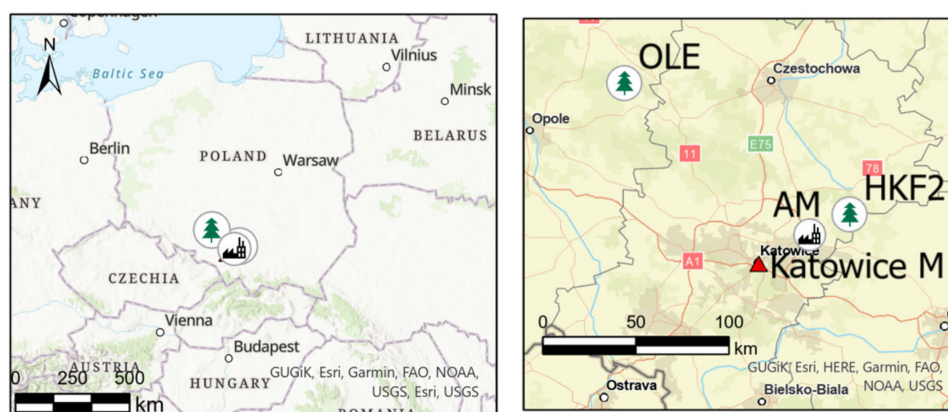 Copenhagen
LITHUANIA
N
Vilnius
Baltic Sea
Minsk
BELARUS
Berlin
POLAND
Warsaw
ANY
CZECHIA
Vienna
Budapest
AUSTRIA
GUGiK, Esri, Garmin, FAO, NOAA,
USGS, Esri, USGS
HUNGARY
0 250 500
km
ROMANIA
OLE
Czestochowa
Opole
E75
11
78
HKF2
AM
Katowice
A1
Katowice M
0 50 100
km
GUGiK, Esri, HERE, Garmin, FAO,
NOAA, USGS
Ostrava
Bielsko-Biala